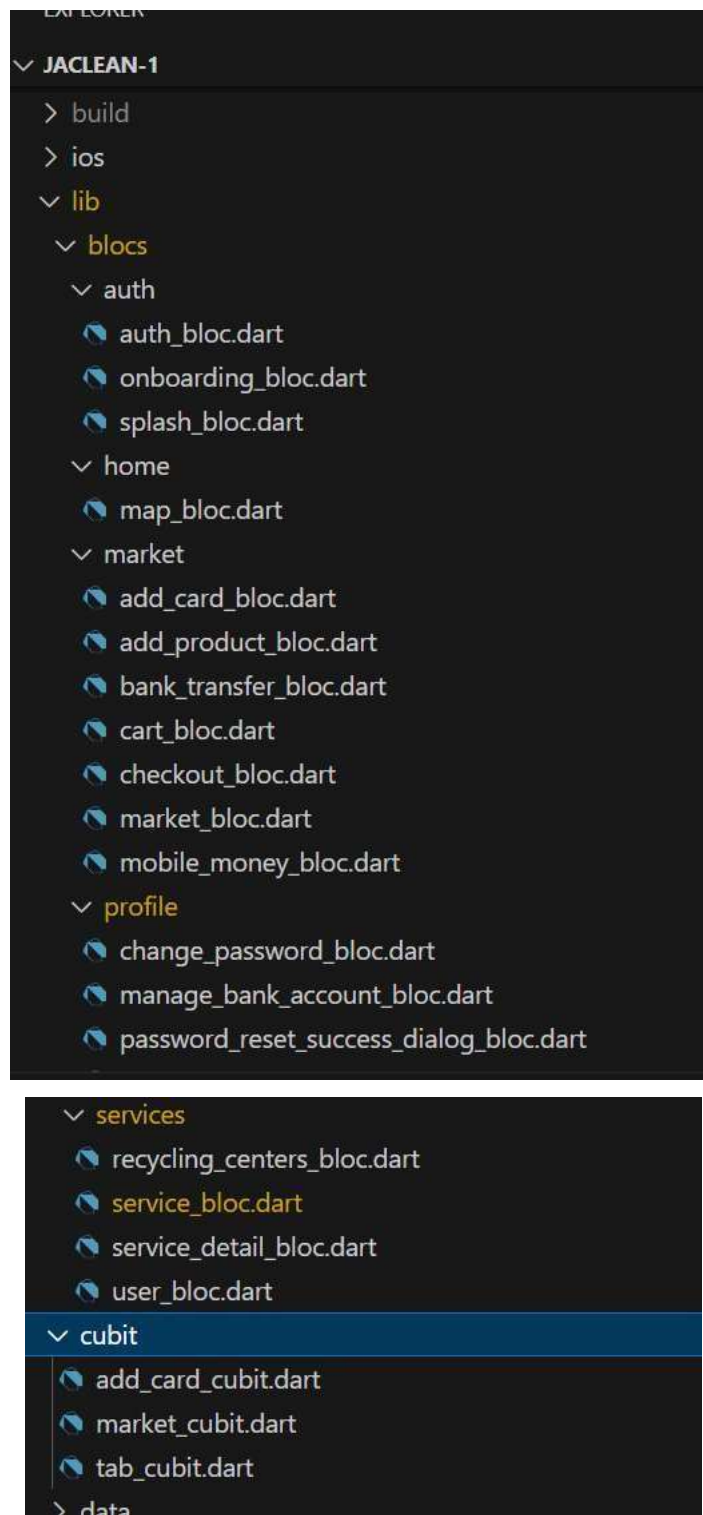 EXPLORER
JACLEAN-1
build
ios
lib
blocs
auth
auth_bloc.dart
onboarding_bloc.dart
splash_bloc.dart
home
map_bloc.dart
market
add_card_bloc.dart
add_product_bloc.dart
bank_transfer_bloc.dart
cart_bloc.dart
checkout_bloc.dart
market_bloc.dart
mobile_money_bloc.dart
profile
change_password_bloc.dart
manage_bank_account_bloc.dart
password_reset_success_dialog_bloc.dart
services
recycling_centers_bloc.dart
service_bloc.dart
service_detail_bloc.dart
user_bloc.dart
cubit
add_card_cubit.dart
market_cubit.dart
tab_cubit.dart
data